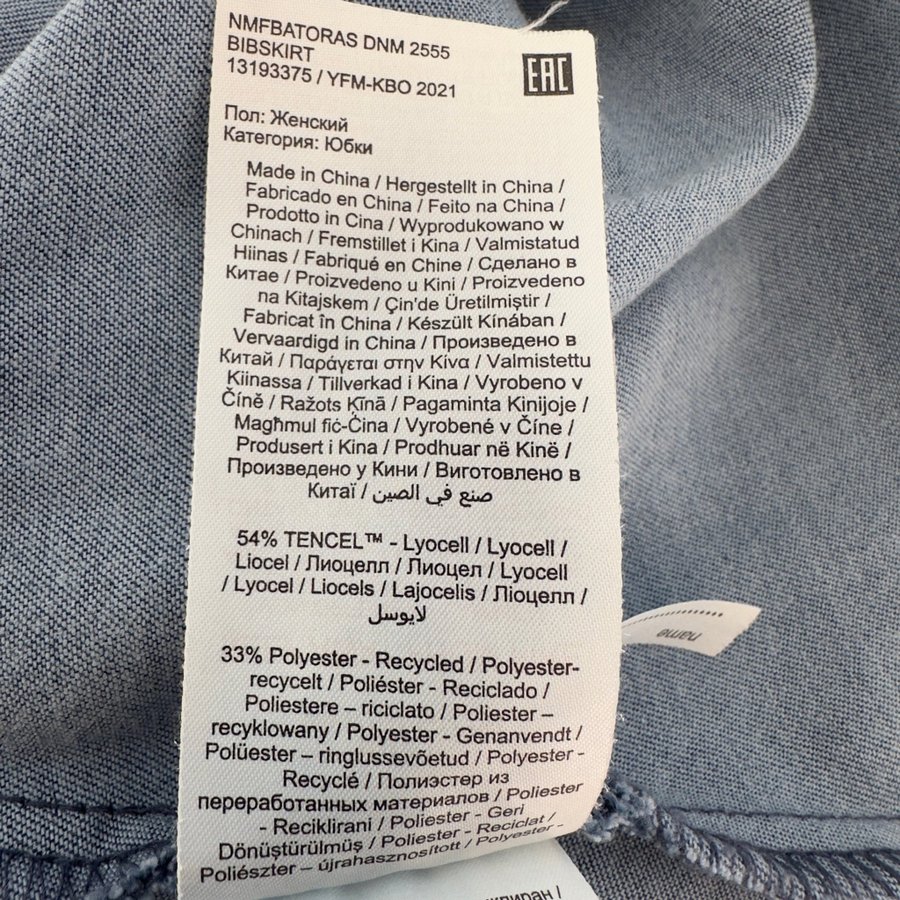 NMFBATORAS DNM 2555
BIBSKIRT
13193375 / YFM-KBO 2021
EAC
Пол: Женский
Категория: Юбки
Made in China / Hergestellt in China /
Fabricado en China / Feito na China /
Prodotto in Cina / Wyprodukowano w
Chinach / Fremstillet i Kina / Valmistatud
Hiinas / Fabriqué en Chine / Сделано в
Китае / Proizvedeno u Kini / Proizvedeno
na Kitajskem / Çin'de Üretilmiştir /
Fabricat în China / Készült Kínában /
Vervaardigd in China / Произведено в
Китай / Παράγεται στην Κίνα / Valmistettu
Kiinassa / Tillverkad i Kina / Vyrobeno v
Číně / Ražots Ķīnā / Pagaminta Kinijoje /
Magħmul fiċ-Ċina / Vyrobené v Číne /
Produsert i Kina / Prodhuar në Kinë /
Произведено у Кини / Виготовлено в
Китаї / صنع في الصين
54% TENCEL™ - Lyocell / Lyocell /
Liocel / Лиоцелл / Лиоцел / Lyocell
/ Lyocel / Liocels / Lajocelis / Ліоцелл /
لايوسل
33% Polyester - Recycled / Polyester-
recycelt / Poliéster - Reciclado /
Poliestere – riciclato / Poliester –
recyklowany / Polyester - Genanvendt /
Polüester – ringlussevõetud / Polyester -
Recyclé / Полиэстер из
переработанных материалов / Poliester
- Reciklirani / Polyester - Geri
Dönüştürülmüş / Poliester - Reciclat /
Poliészter – újrahasznosított / Polyester -
name